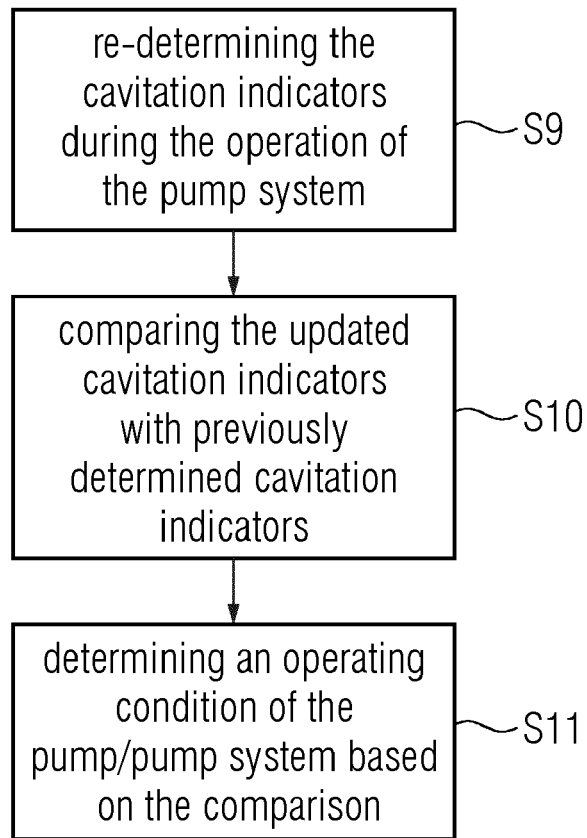 re-determining the
cavitation indicators
during the operation of
the pump system
S9
comparing the updated
cavitation indicators
with previously
determined cavitation
indicators
S10
determining an operating
condition of the
pump/pump system based
on the comparison
S11